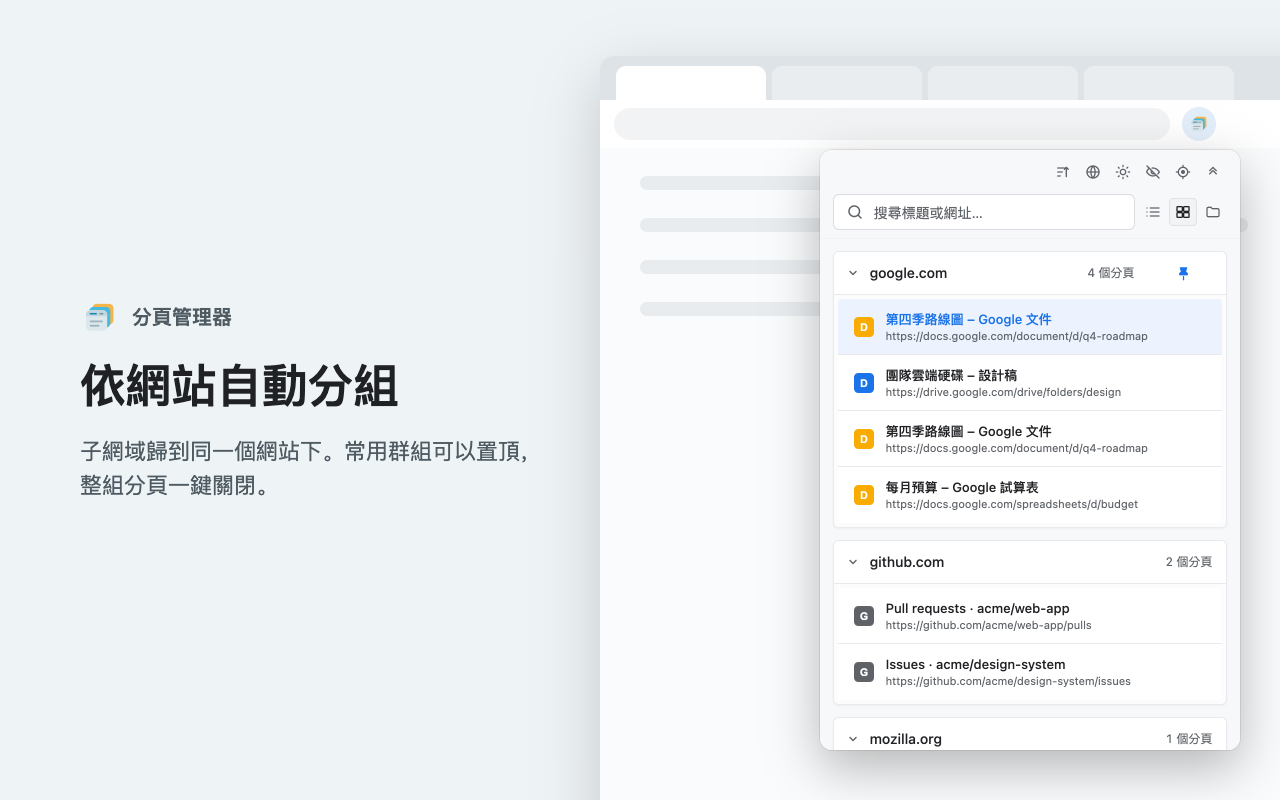 分頁管理器
依網站自動分組
子網域歸到同一個網站下。常用群組可以置頂,
整組分頁一鍵關閉。
搜尋標題或網址...
google.com 4 個分頁
D
第四季路線圖 – Google 文件
https://docs.google.com/document/d/q4-roadmap
D
團隊雲端硬碟 – 設計稿
https://drive.google.com/drive/folders/design
D
第四季路線圖 – Google 文件
https://docs.google.com/document/d/q4-roadmap
D
每月預算 – Google 試算表
https://docs.google.com/spreadsheets/d/budget
github.com 2 個分頁
G
Pull requests · acme/web-app
https://github.com/acme/web-app/pulls
G
Issues · acme/design-system
https://github.com/acme/design-system/issues
mozilla.org 1 個分頁